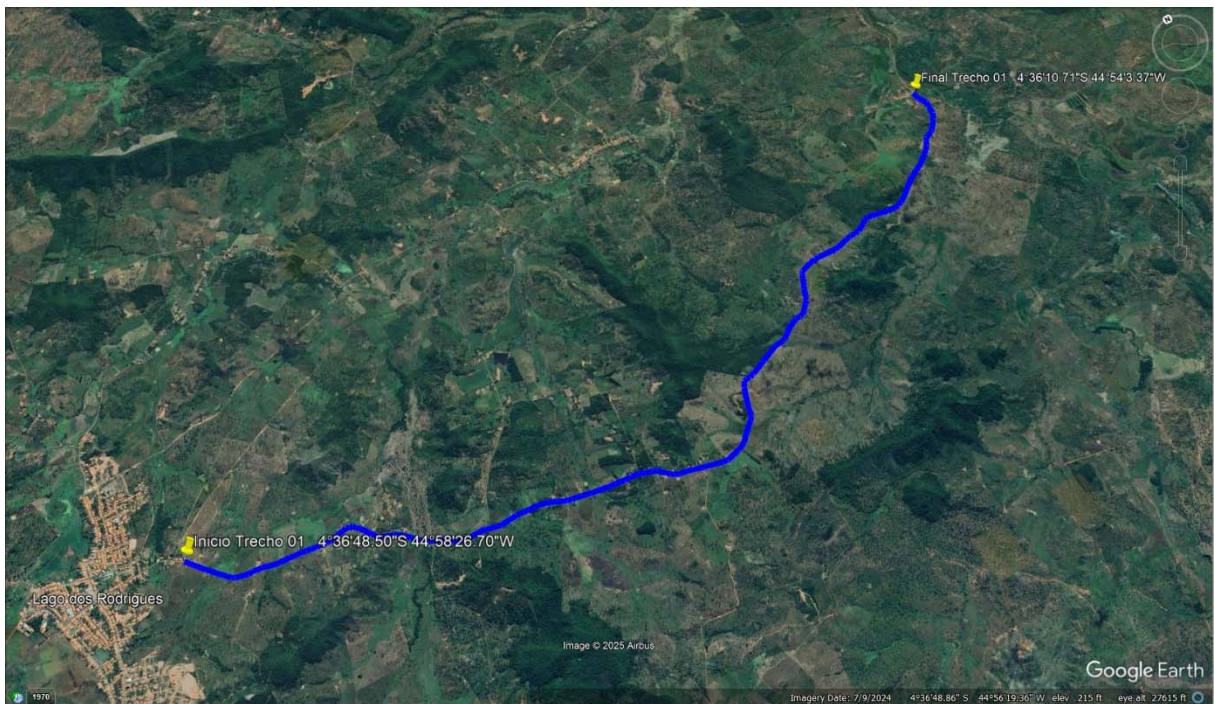 Final Trecho 01   4°36'10.71"S 44°54'3.37"W
Inicio Trecho 01   4°36'48.50"S 44°58'26.70"W
Lago dos Rodrigues
Image © 2025 Airbus
Google Earth
1970
Imagery Date: 7/9/2024   4°36'48.86" S   44°56'19.36" W   elev   215 ft   eye alt   27615 ft